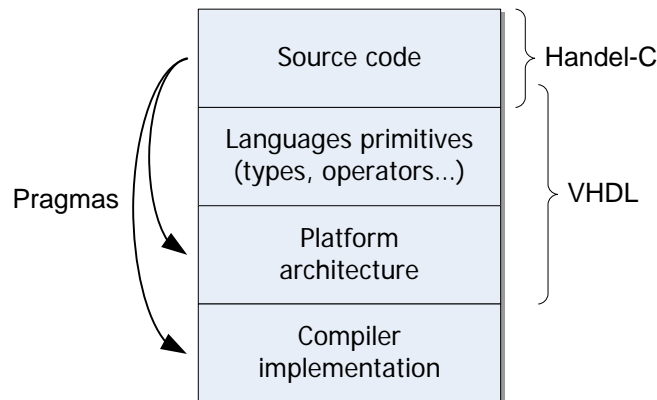 Source code
Handel-C
Languages primitives
(types, operators...)
Pragmas
VHDL
Platform
architecture
Compiler
implementation